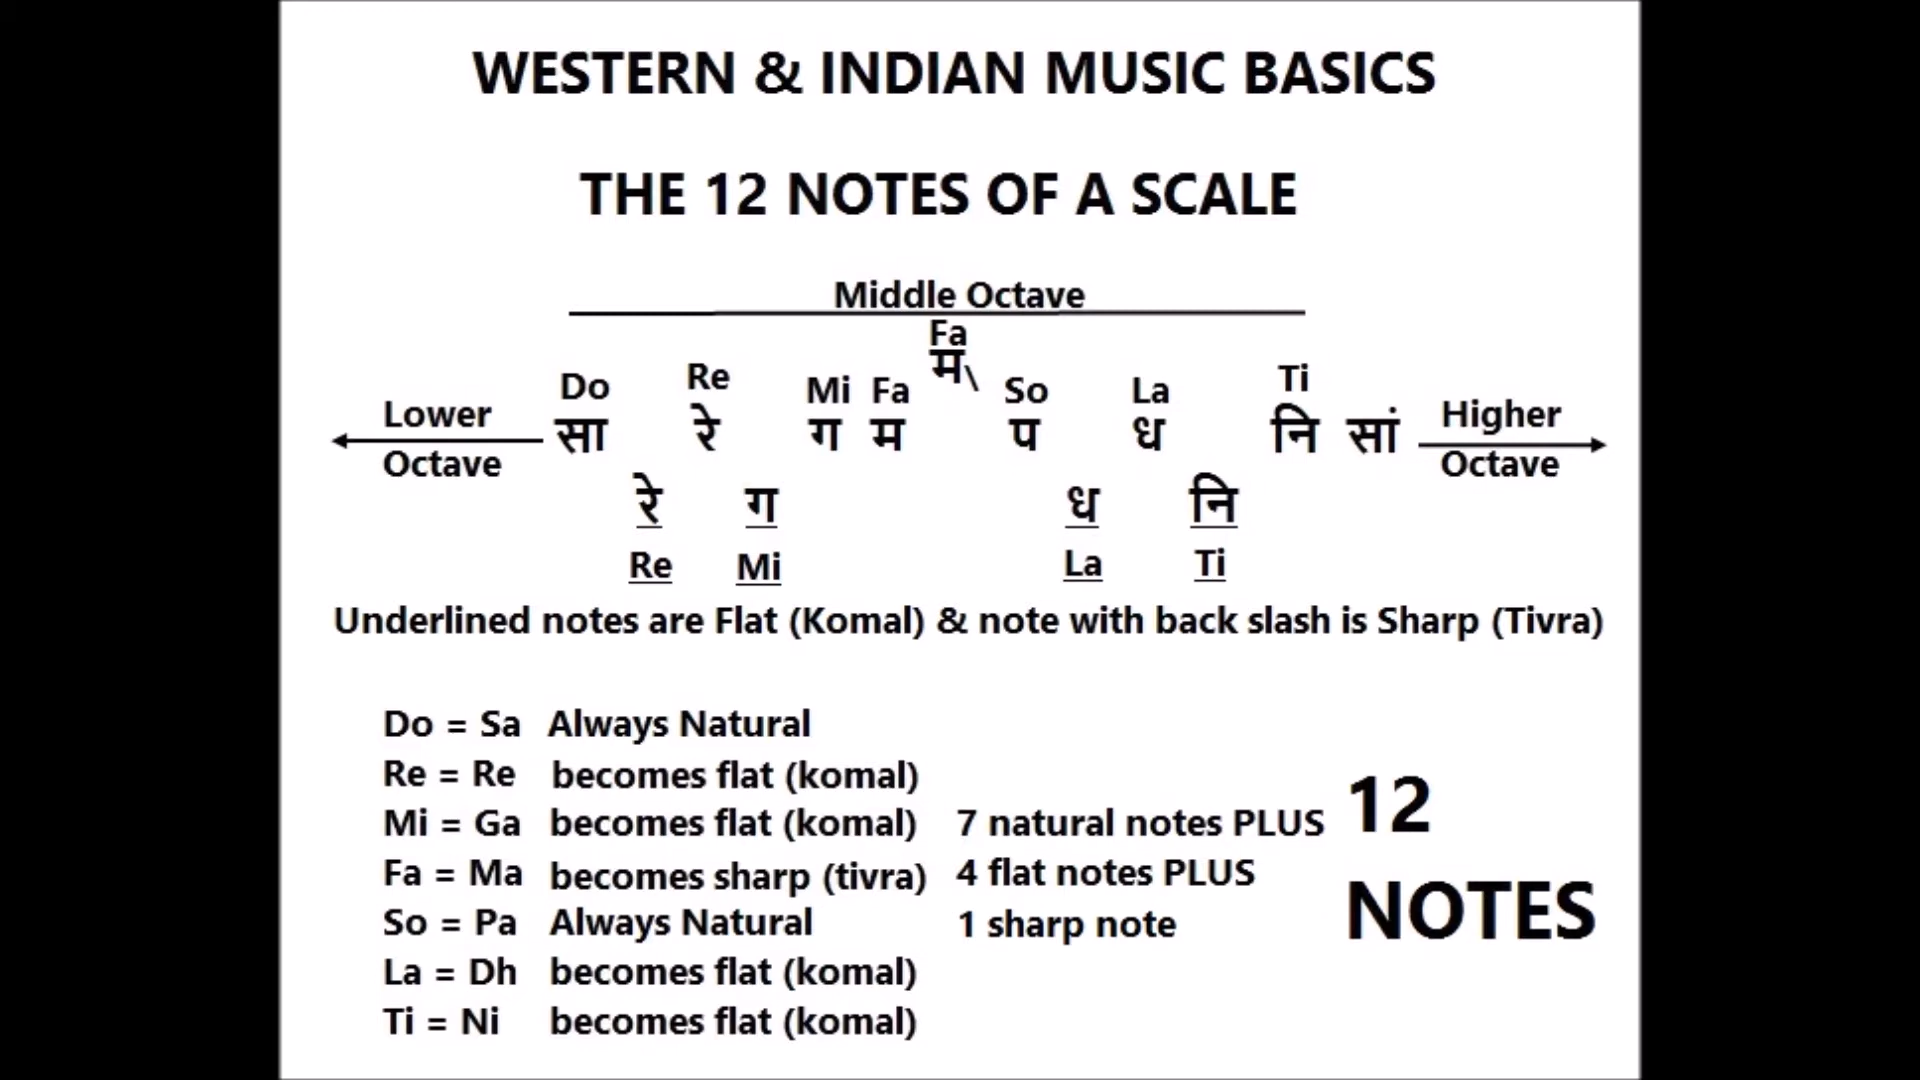 WESTERN & INDIAN MUSIC BASICS
THE 12 NOTES OF A SCALE
Middle Octave
Fa
म\
Do Re Mi Fa So La Ti
Lower Octave
सा रे ग म प ध नि सां
Higher Octave
रे ग ध नि
Re Mi La Ti
Underlined notes are Flat (Komal) & note with back slash is Sharp (Tivra)
Do = Sa Always Natural
Re = Re becomes flat (komal)
Mi = Ga becomes flat (komal)
Fa = Ma becomes sharp (tivra)
So = Pa Always Natural
La = Dh becomes flat (komal)
Ti = Ni becomes flat (komal)
7 natural notes PLUS
4 flat notes PLUS
1 sharp note
12
NOTES